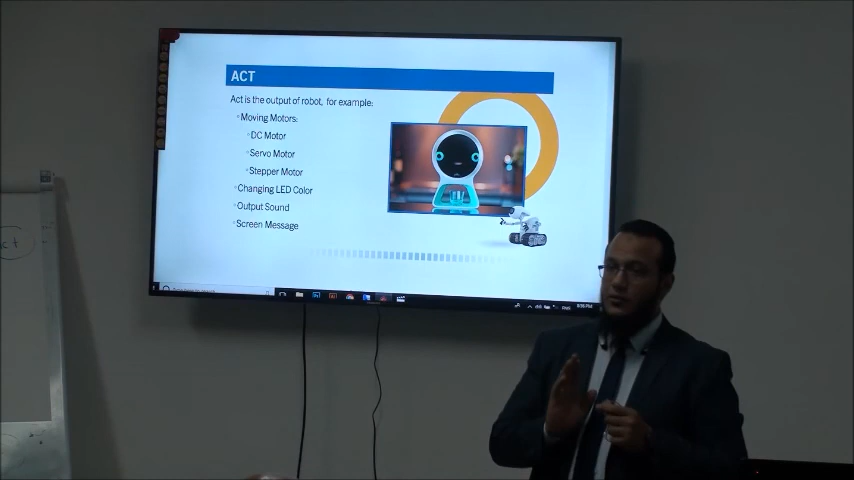 ACT
Act is the output of robot, for example:
Moving Motors:
DC Motor
Servo Motor
Stepper Motor
Changing LED Color
Output Sound
Screen Message